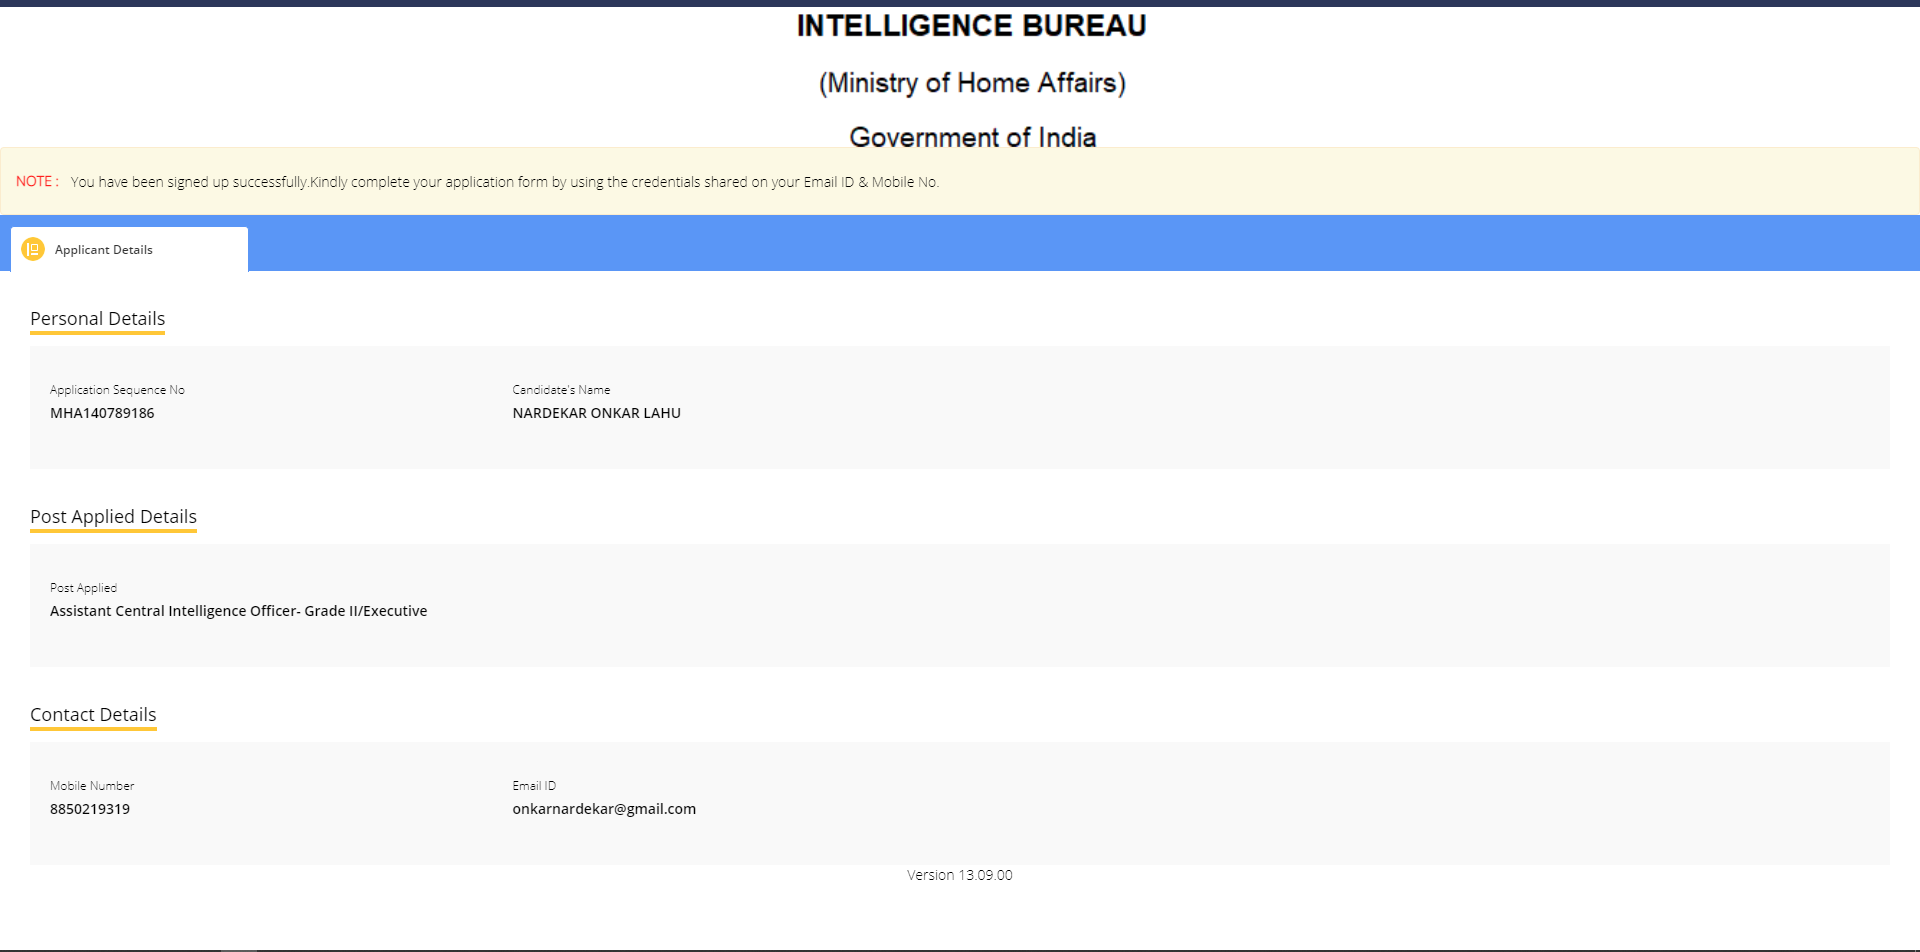 INTELLIGENCE BUREAU
(Ministry of Home Affairs)
Government of India
NOTE : You have been signed up successfully.Kindly complete your application form by using the credentials shared on your Email ID & Mobile No.
Applicant Details
Personal Details
Application Sequence No
MHA140789186
Candidate's Name
NARDEKAR ONKAR LAHU
Post Applied Details
Post Applied
Assistant Central Intelligence Officer- Grade II/Executive
Contact Details
Mobile Number
8850219319
Email ID
onkarnardekar@gmail.com
Version 13.09.00